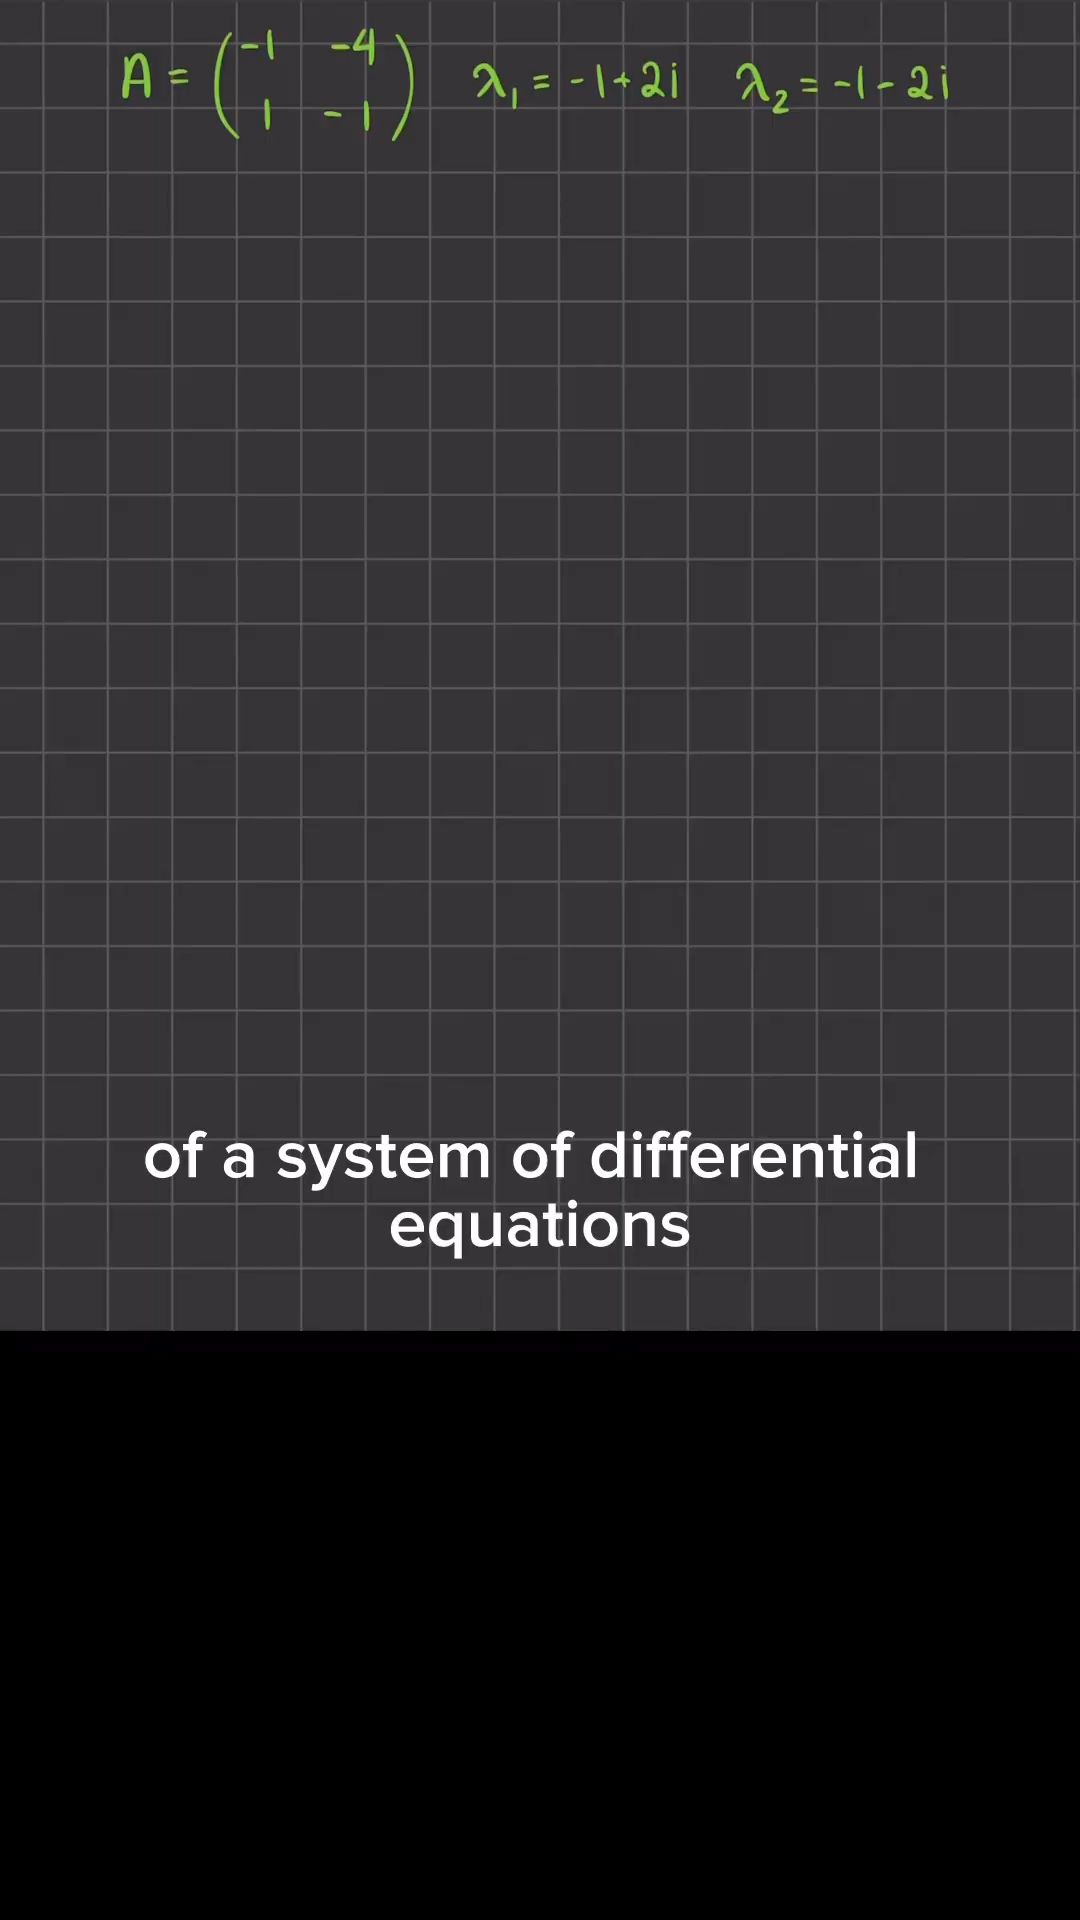 A = (-1 -4
1 -1) λ₁ = -1+2i λ₂ = -1-2i
of a system of differential
equations